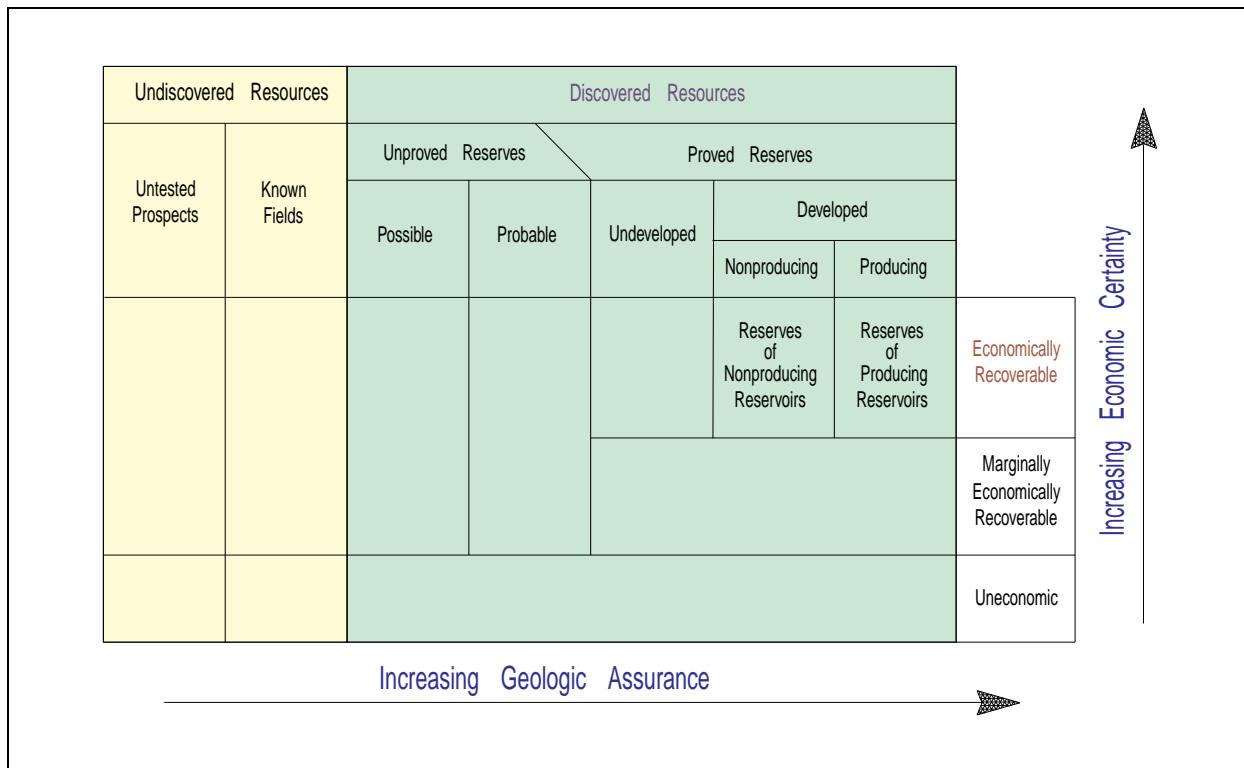 Undiscovered Resources
Discovered Resources
Unproved Reserves
Proved Reserves
Untested
Prospects
Known
Fields
Possible
Probable
Undeveloped
Developed
Nonproducing
Producing
Reserves
of
Nonproducing
Reservoirs
Reserves
of
Producing
Reservoirs
Economically
Recoverable
Marginally
Economically
Recoverable
Uneconomic
Increasing Economic Certainty
Increasing Geologic Assurance